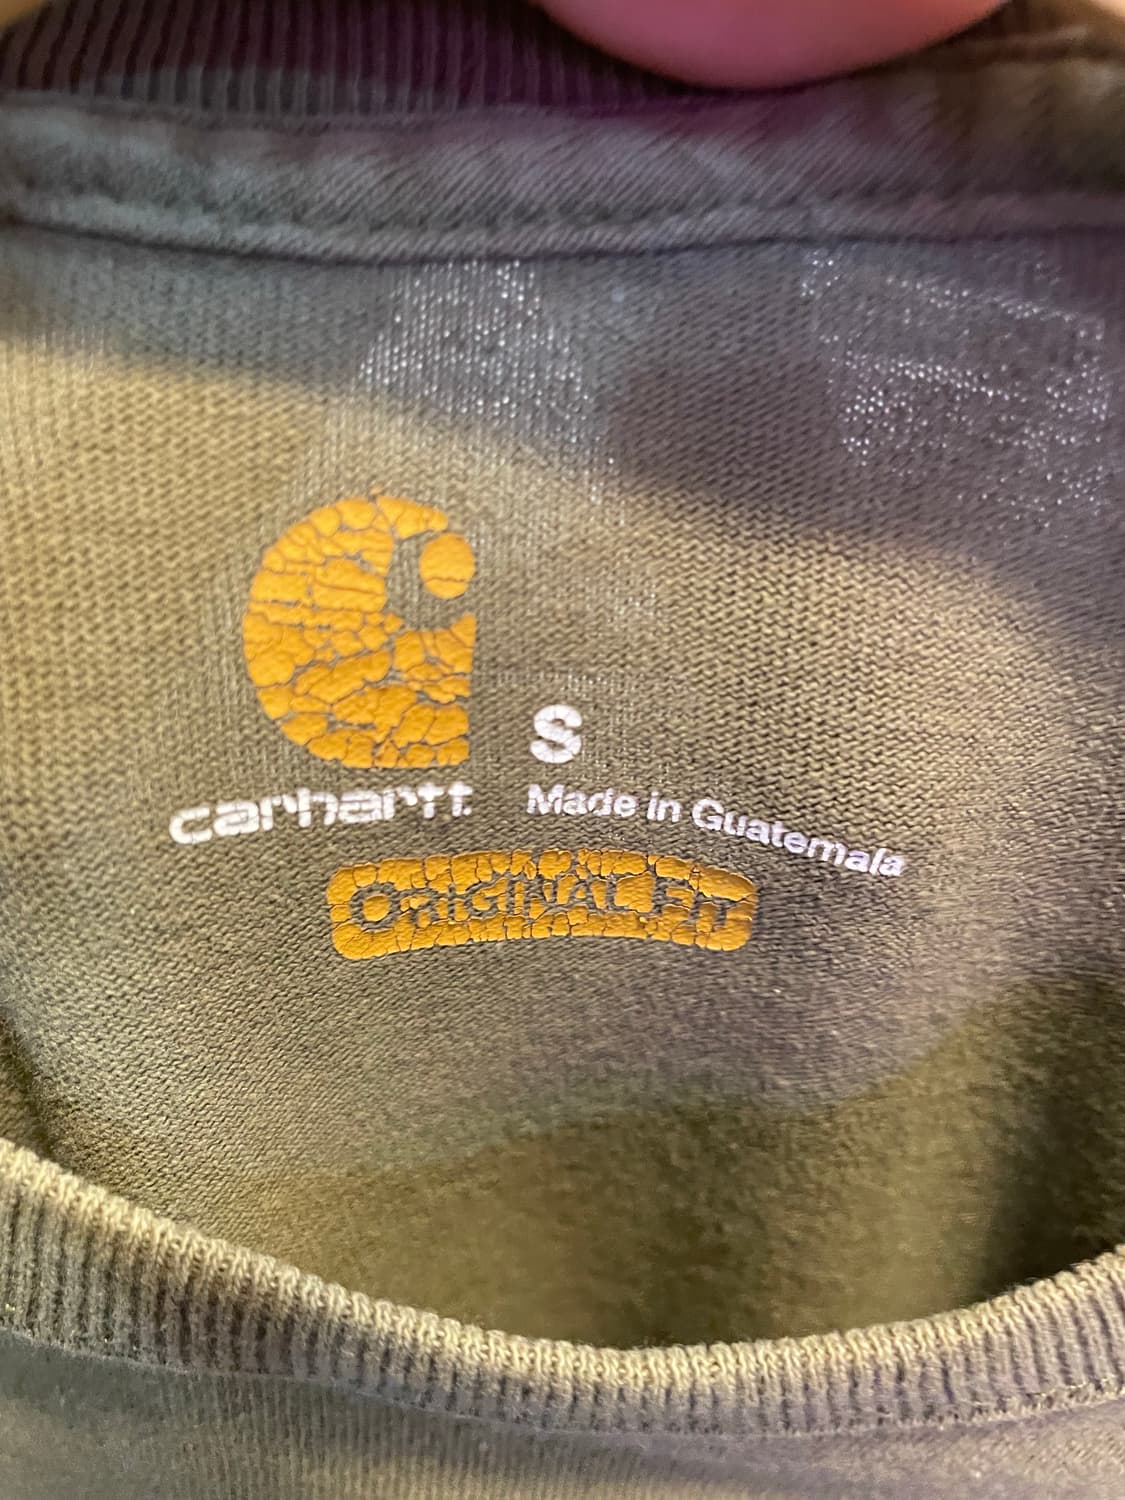 S
carhartt
Made in Guatemala
ORIGINAL FIT